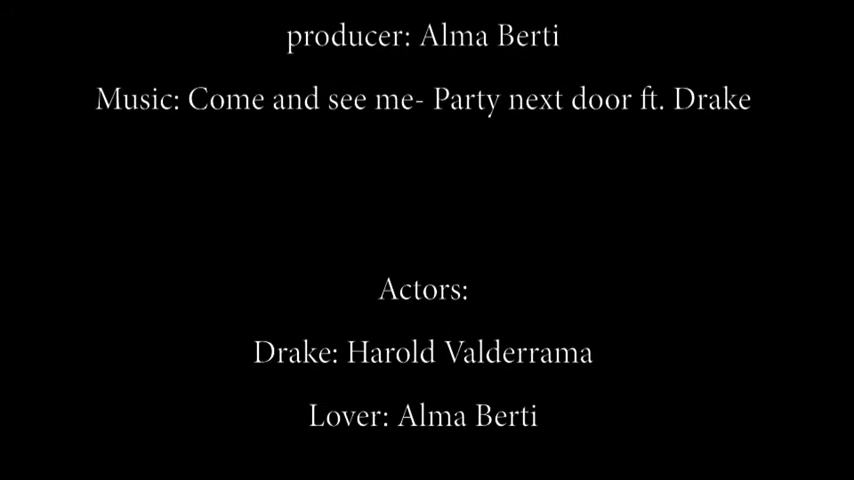 producer: Alma Berti
Music: Come and see me- Party next door ft. Drake
Actors:
Drake: Harold Valderrama
Lover: Alma Berti